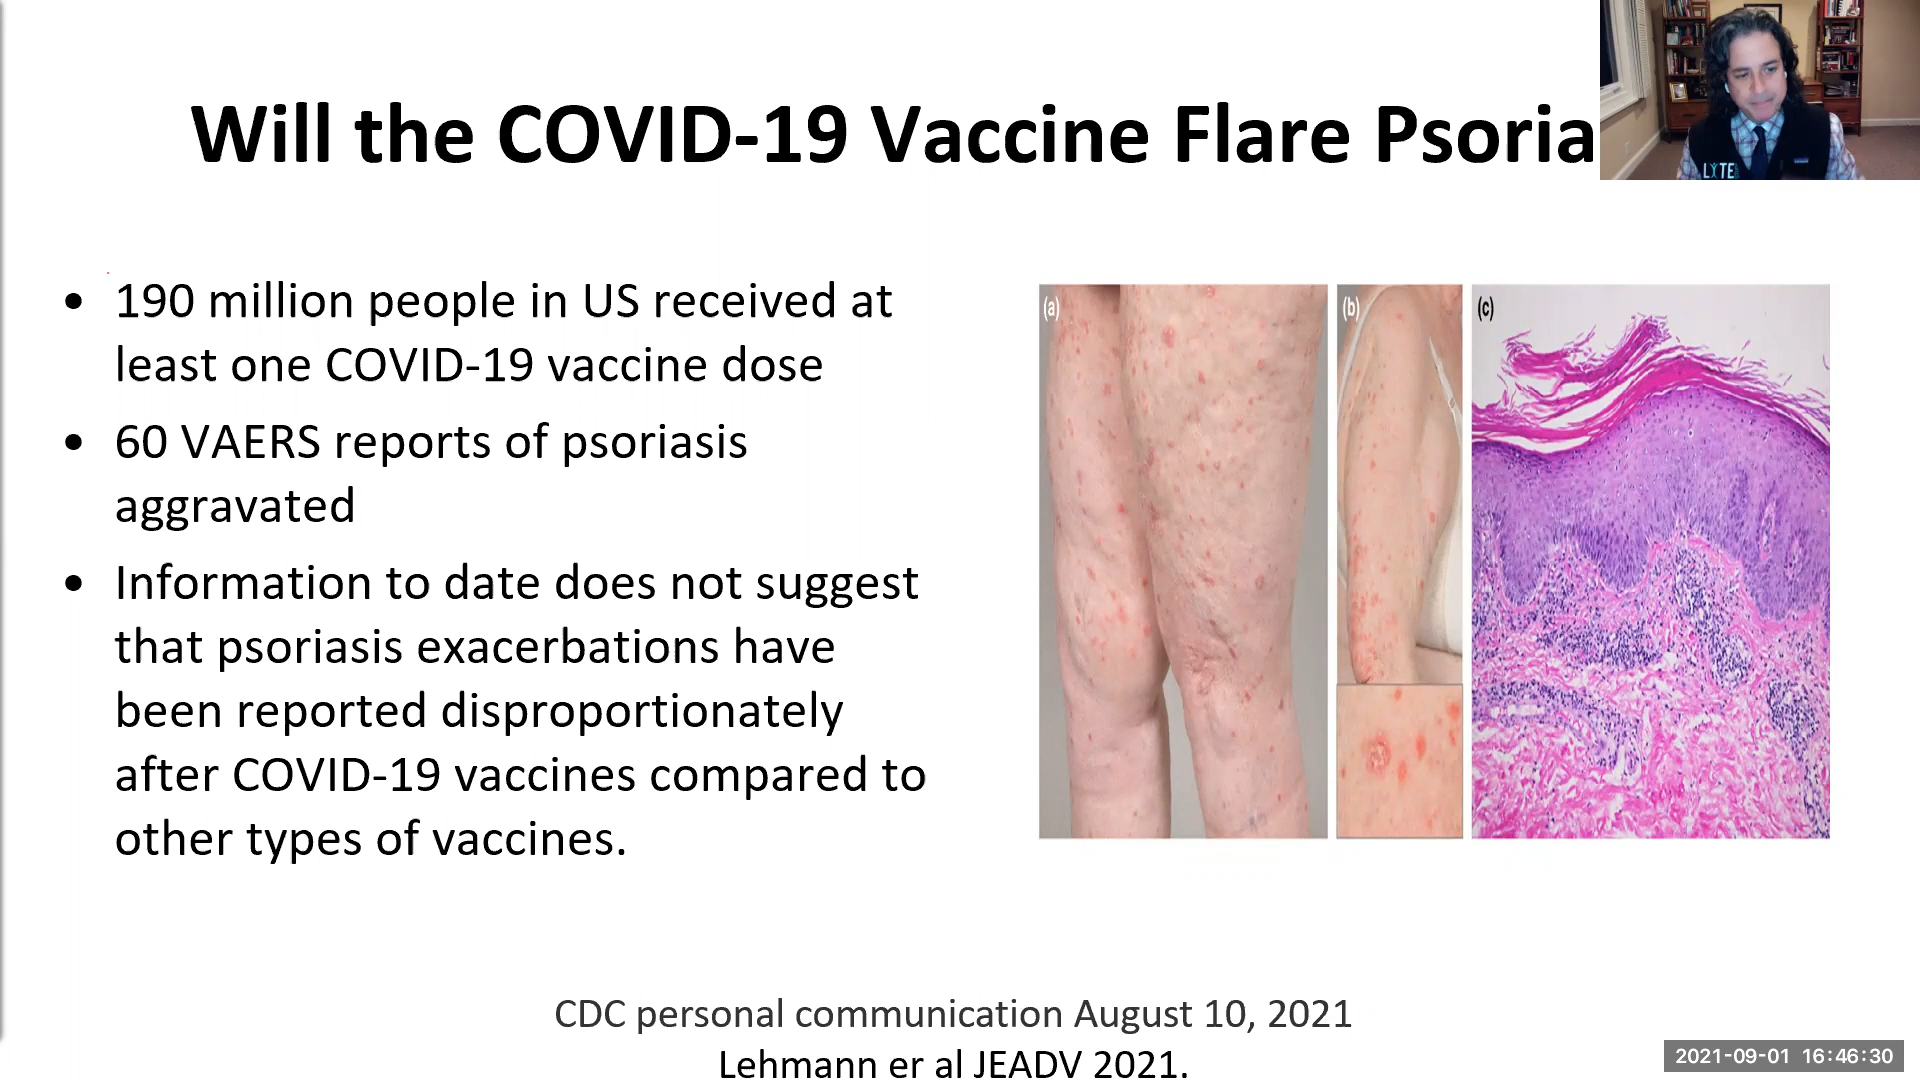 Will the COVID-19 Vaccine Flare Psoria
LITE
• 190 million people in US received at
least one COVID-19 vaccine dose
• 60 VAERS reports of psoriasis
aggravated
• Information to date does not suggest
that psoriasis exacerbations have
been reported disproportionately
after COVID-19 vaccines compared to
other types of vaccines.
(a)
(b)
(c)
CDC personal communication August 10, 2021
Lehmann er al JEADV 2021.
2021-09-01 16:46:30